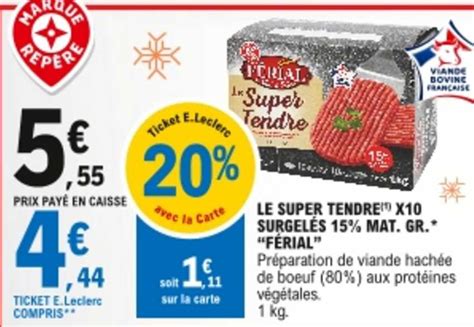 MARQUE
REPÈRE
5€,55
PRIX PAYÉ EN CAISSE
4€,44
TICKET E.Leclerc
COMPRIS**
Ticket E.Leclerc
20%
avec la Carte
soit 1€,11
sur la carte
FÉRIAL
Le Super
Tendre
15%
1kg
VIANDE
BOVINE
FRANÇAISE
LE SUPER TENDRE(1) X10
SURGELÉS 15% MAT. GR.*
“FÉRIAL”
Préparation de viande hachée
de boeuf (80%) aux protéines
végétales.
1 kg.